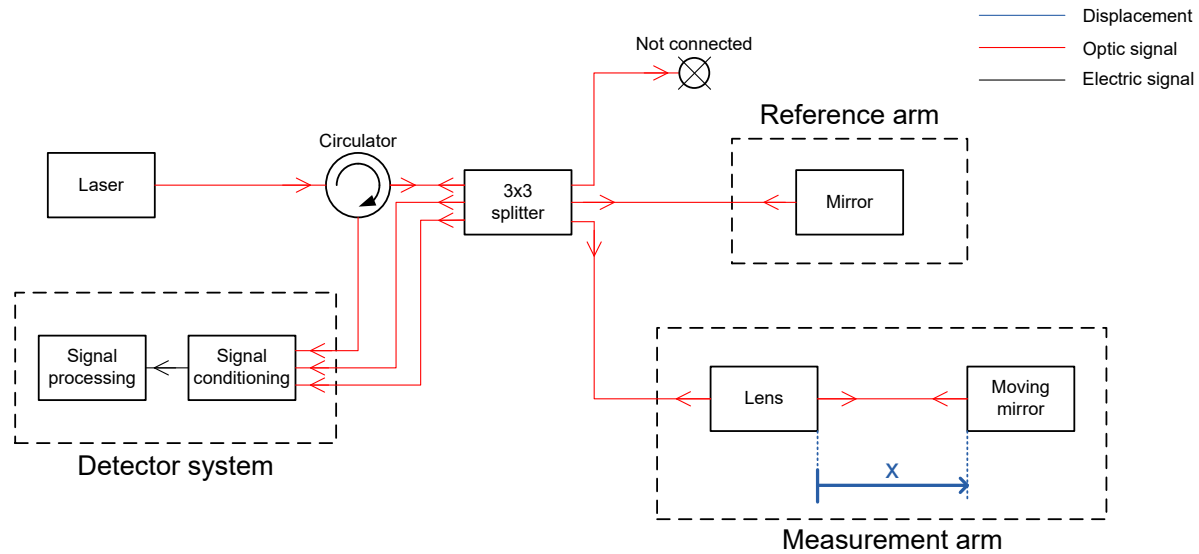 Displacement
Optic signal
Electric signal
Not connected
Reference arm
Circulator
Laser
3x3
splitter
Mirror
Signal
processing
Signal
conditioning
Detector system
Lens
Moving
mirror
x
Measurement arm